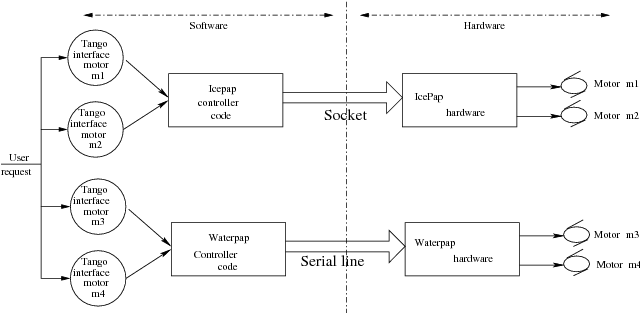 Software
Hardware
Tango
interface
motor
m1
Tango
interface
motor
m2
User
request
Tango
interface
motor
m3
Tango
interface
motor
m4
Icepap
controller
code
Socket
IcePap
hardware
Motor m1
Motor m2
Waterpap
Controller
code
Serial line
Waterpap
hardware
Motor m3
Motor m4